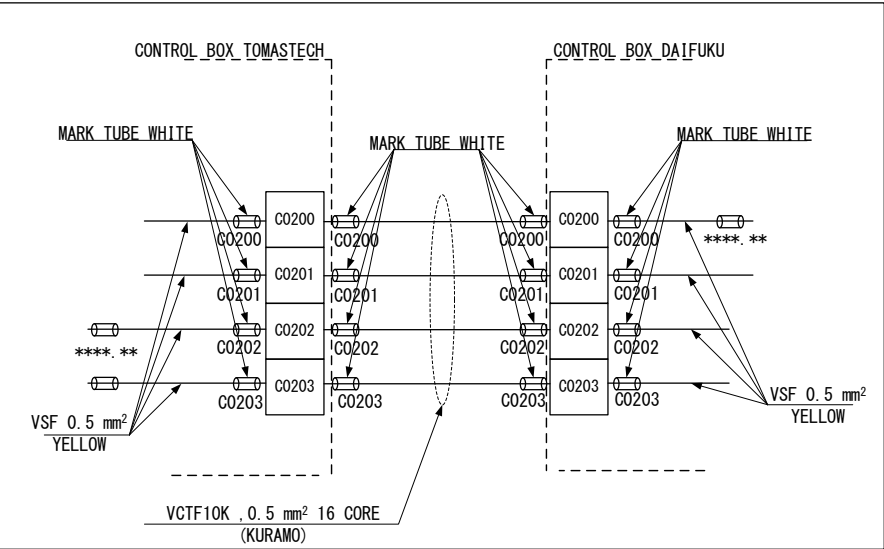 CONTROL BOX TOMASTECH
CONTROL BOX DAIFUKU
MARK TUBE WHITE
MARK TUBE WHITE
MARK TUBE WHITE
C0200
C0200
C0200
C0200
C0200
C0200
****.**
C0201
C0201
C0201
C0201
C0201
C0201
C0202
C0202
****.**
C0202
C0202
C0202
C0202
C0203
C0203
C0203
C0203
C0203
C0203
VSF 0.5 mm²
YELLOW
VSF 0.5 mm²
YELLOW
VCTF10K ,0.5 mm² 16 CORE
(KURAMO)